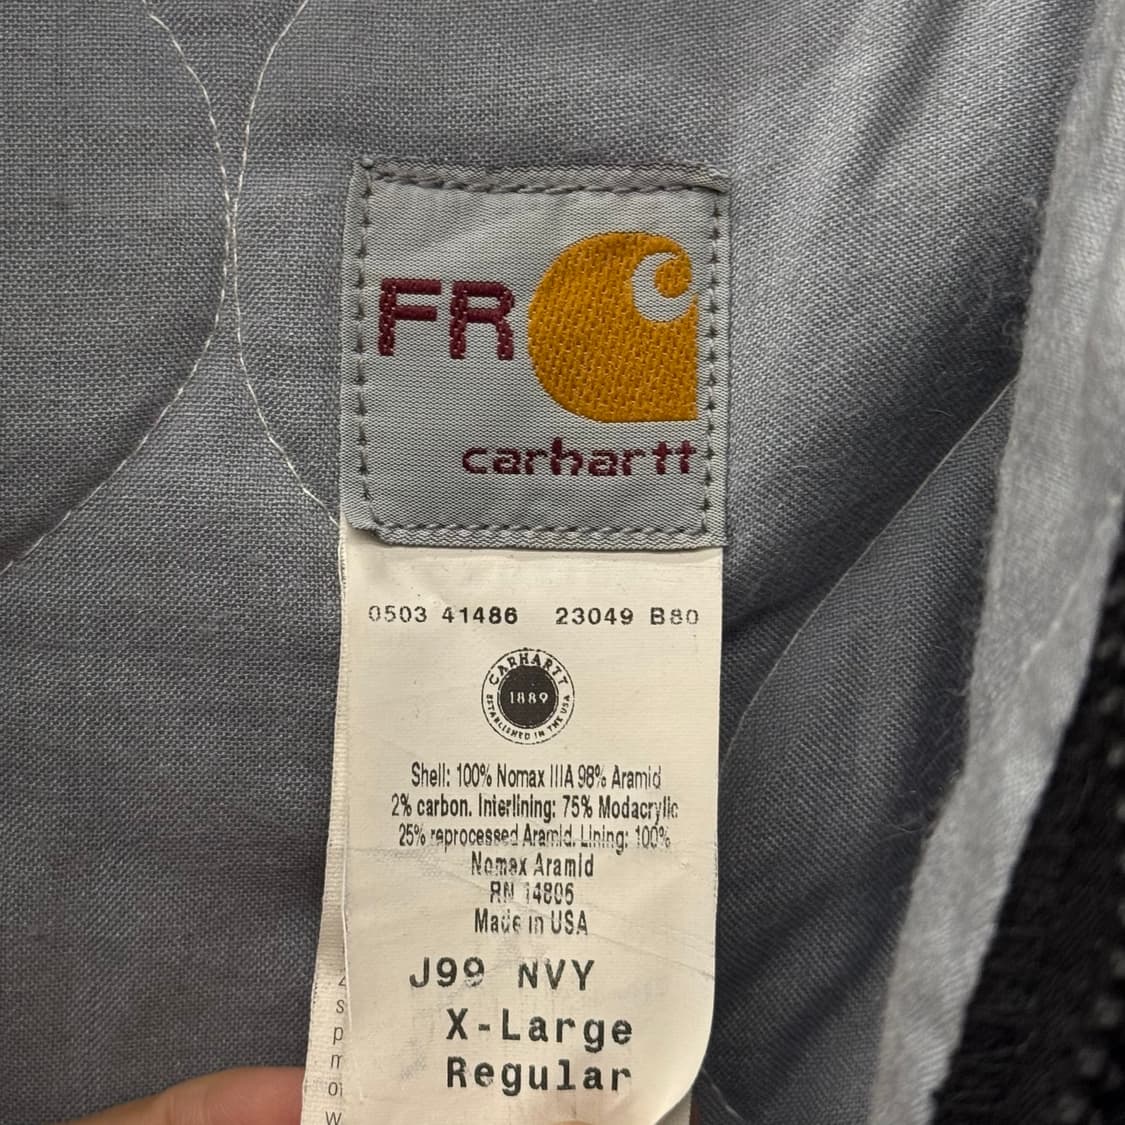 FR
carhartt
0503 41486 23049 B80
CARHARTT
1889
ESTABLISHED IN THE USA
Shell: 100% Nomax IIIA 98% Aramid
2% carbon. Interlining: 75% Modacrylic
25% reprocessed Aramid. Lining: 100%
Nomax Aramid
RN 14806
Made in USA
J99 NVY
X-Large
Regular